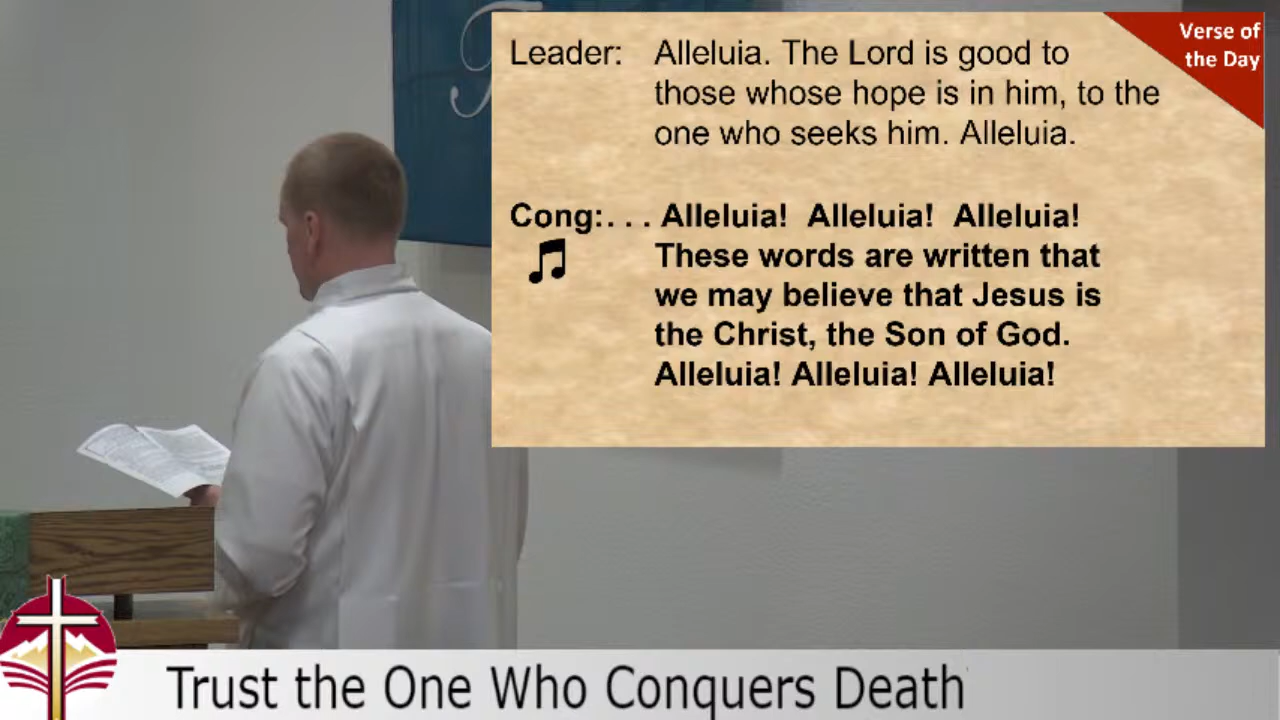 Verse of
the Day
Leader: Alleluia. The Lord is good to
those whose hope is in him, to the
one who seeks him. Alleluia.
Cong:. . . Alleluia! Alleluia! Alleluia!
These words are written that
we may believe that Jesus is
the Christ, the Son of God.
Alleluia! Alleluia! Alleluia!
Trust the One Who Conquers Death